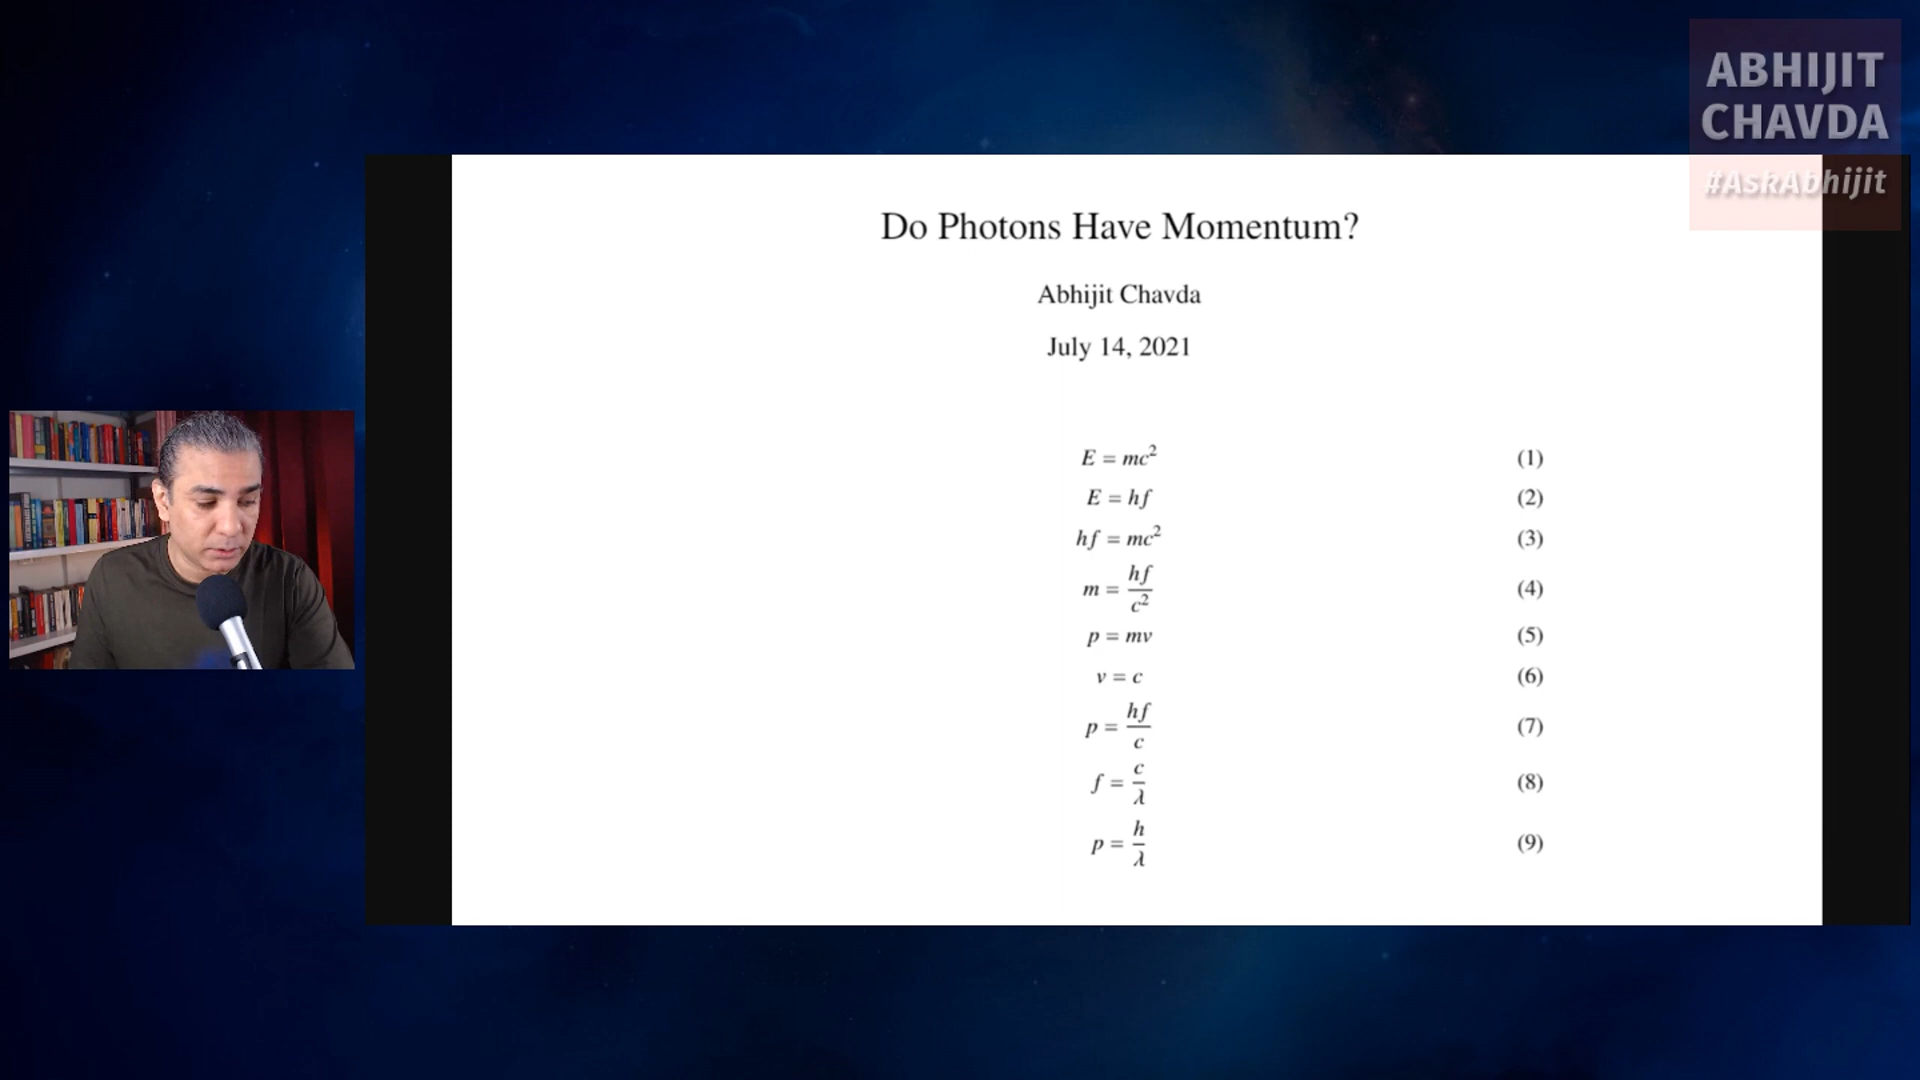 ABHIJIT
CHAVDA
#AskAbhijit
Do Photons Have Momentum?
Abhijit Chavda
July 14, 2021
E = mc² (1)
E = hf (2)
hf = mc² (3)
m = hf/c² (4)
p = mv (5)
v = c (6)
p = hf/c (7)
f = c/λ (8)
p = h/λ (9)